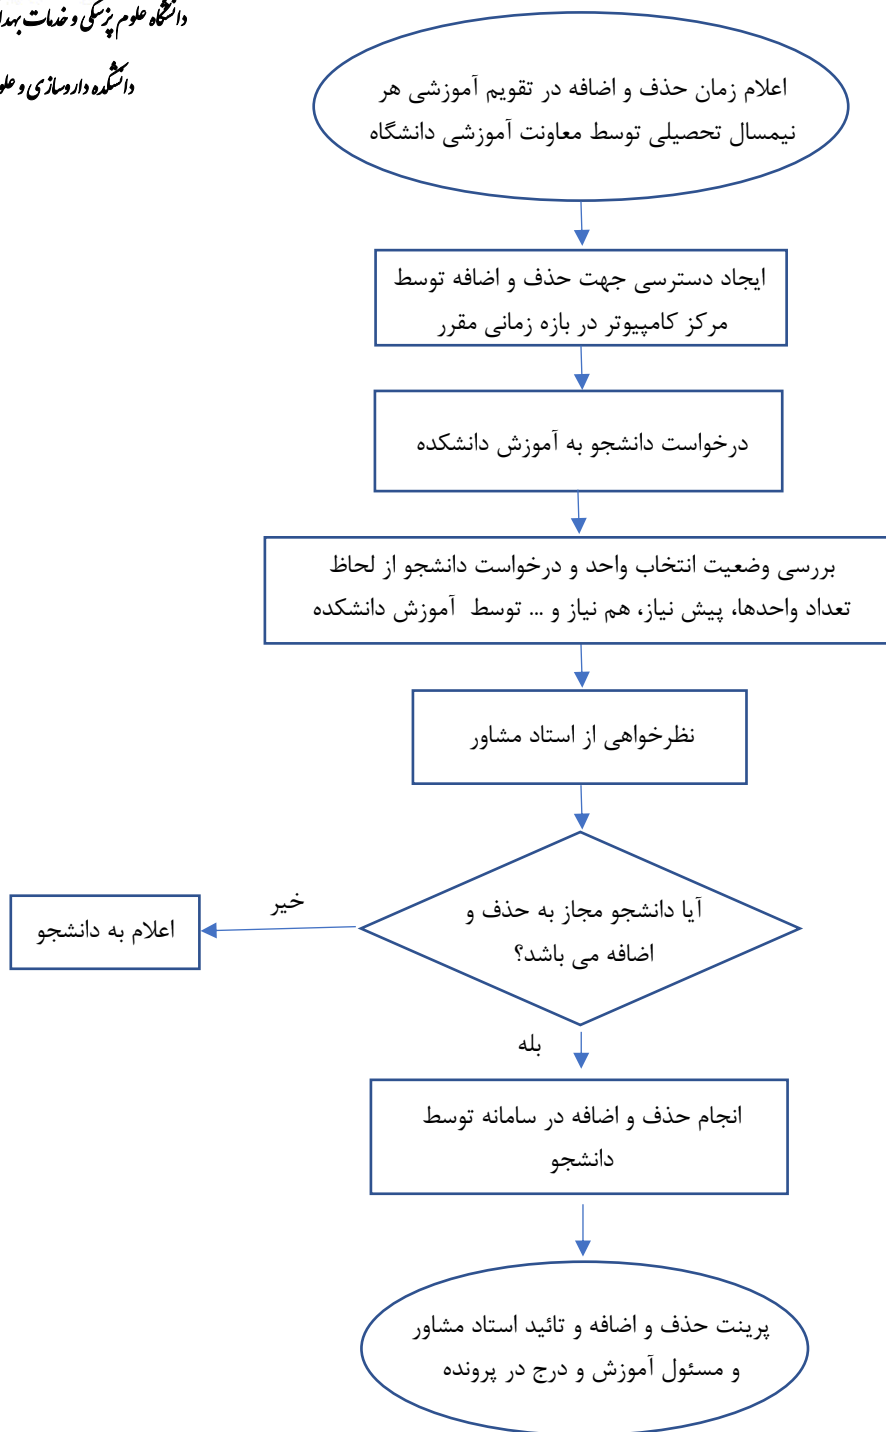 دانشگاه علوم پزشکی و خدمات
دانشکده داروسازی و
اعلام زمان حذف و اضافه در تقویم آموزشی هر
نیمسال تحصیلی توسط معاونت آموزشی دانشگاه
ایجاد دسترسی جهت حذف و اضافه توسط
مرکز کامپیوتر در بازه زمانی مقرر
درخواست دانشجو به آموزش دانشکده
بررسی وضعیت انتخاب واحد و درخواست دانشجو از لحاظ
تعداد واحدها، پیش نیاز، هم نیاز و ... توسط آموزش دانشکده
نظرخواهی از استاد مشاور
آیا دانشجو مجاز به حذف و
اضافه می باشد؟
خیر
اعلام به دانشجو
بله
انجام حذف و اضافه در سامانه توسط
دانشجو
پرینت حذف و اضافه و تائید استاد مشاور
و مسئول آموزش و درج در پرونده